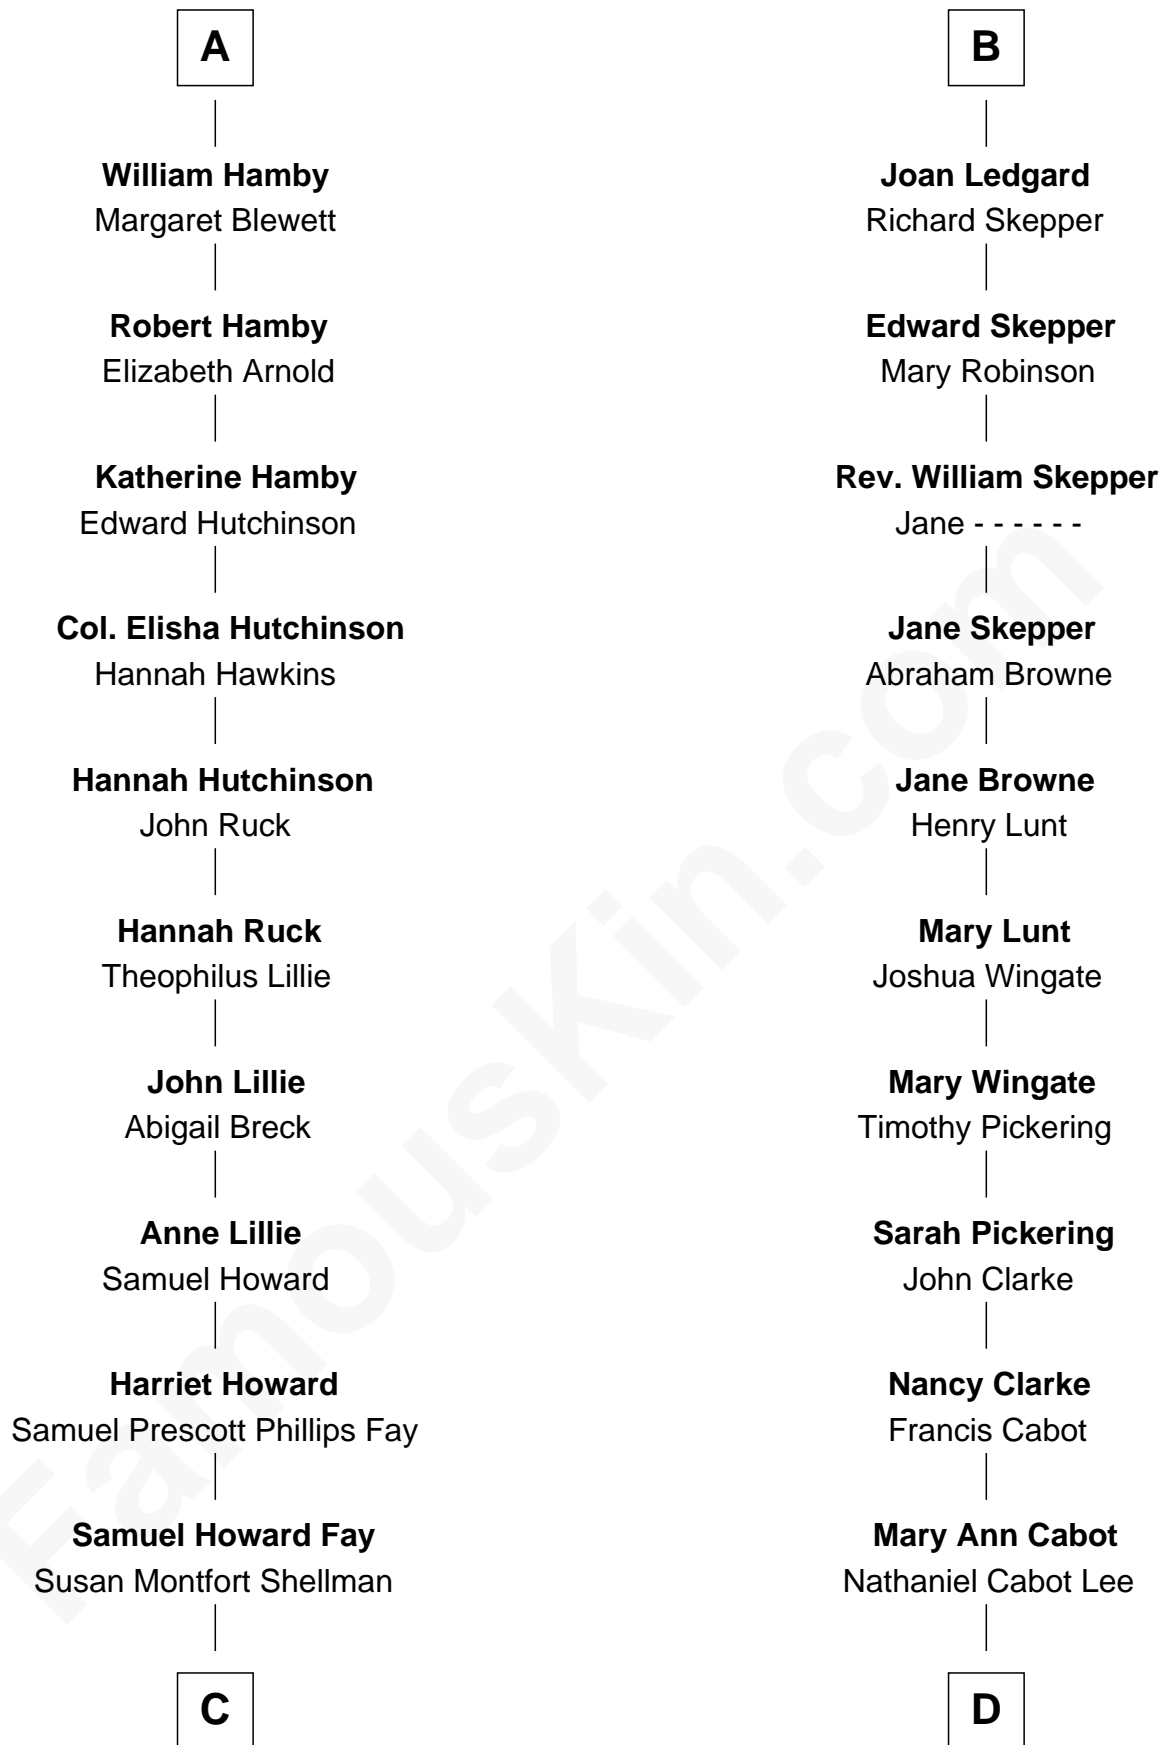 A
William Hamby
Margaret Blewett
Robert Hamby
Elizabeth Arnold
Katherine Hamby
Edward Hutchinson
Col. Elisha Hutchinson
Hannah Hawkins
Hannah Hutchinson
John Ruck
Hannah Ruck
Theophilus Lillie
John Lillie
Abigail Breck
Anne Lillie
Samuel Howard
Harriet Howard
Samuel Prescott Phillips Fay
Samuel Howard Fay
Susan Montfort Shellman
C
B
Joan Ledgard
Richard Skepper
Edward Skepper
Mary Robinson
Rev. William Skepper
Jane - - - - - -
Jane Skepper
Abraham Browne
Jane Browne
Henry Lunt
Mary Lunt
Joshua Wingate
Mary Wingate
Timothy Pickering
Sarah Pickering
John Clarke
Nancy Clarke
Francis Cabot
Mary Ann Cabot
Nathaniel Cabot Lee
D
FamousKin.com